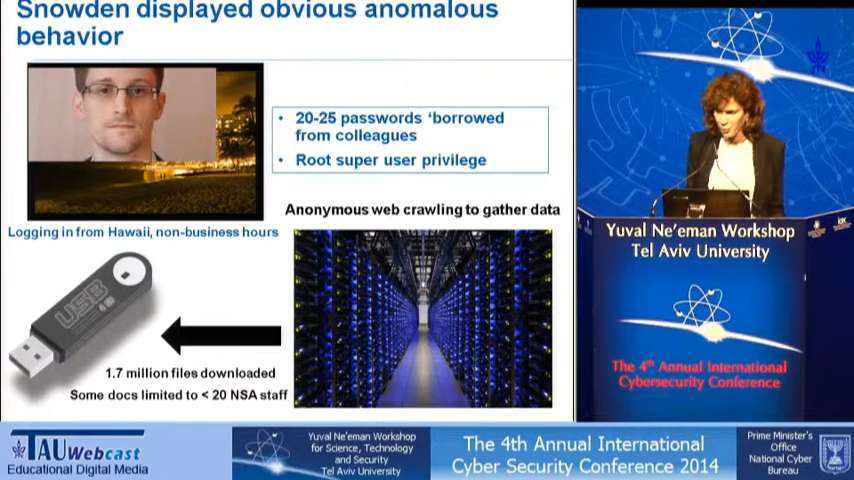 Snowden displayed obvious anomalous
behavior
• 20-25 passwords ‘borrowed
from colleagues
• Root super user privilege
Logging in from Hawaii, non-business hours
Anonymous web crawling to gather data
USB
1.7 million files downloaded
Some docs limited to < 20 NSA staff
Yuval Ne'eman Workshop
Tel Aviv University
The 4th Annual International
Cybersecurity Conference
TAU Webcast
Educational Digital Media
Yuval Ne'eman Workshop
for Science, Technology
and Security
Tel Aviv University
The 4th Annual International
Cyber Security Conference 2014
Prime Minister's
Office
National Cyber
Bureau